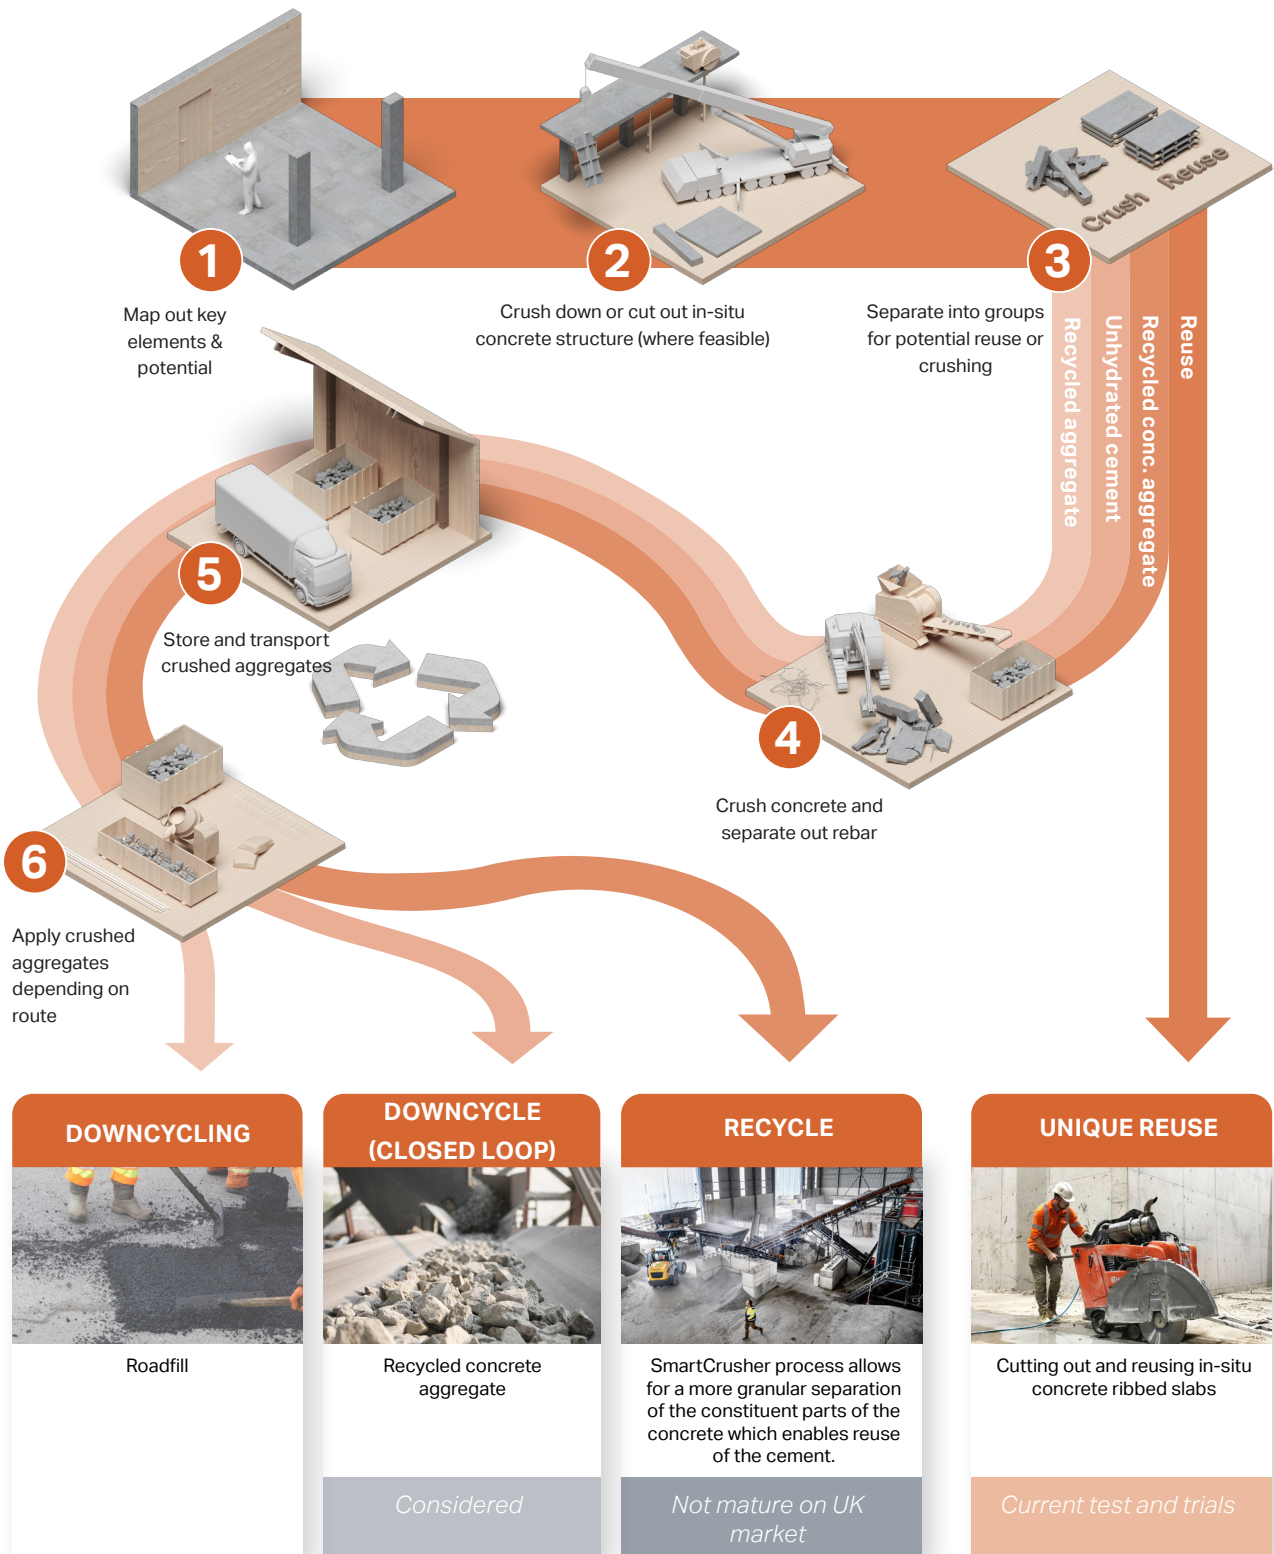 1
Map out key
elements &
potential
2
Crush down or cut out in-situ
concrete structure (where feasible)
Crush Reuse
3
Separate into groups
for potential reuse or
crushing
Recycled aggregate
Unhydrated cement
Recycled conc. aggregate
Reuse
4
Crush concrete and
separate out rebar
5
Store and transport
crushed aggregates
6
Apply crushed
aggregates
depending on
route
DOWNCYCLING
Roadfill
DOWNCYCLE
(CLOSED LOOP)
Recycled concrete
aggregate
Considered
RECYCLE
SmartCrusher process allows
for a more granular separation
of the constituent parts of the
concrete which enables reuse
of the cement.
Not mature on UK
market
UNIQUE REUSE
Cutting out and reusing in-situ
concrete ribbed slabs
Current test and trials